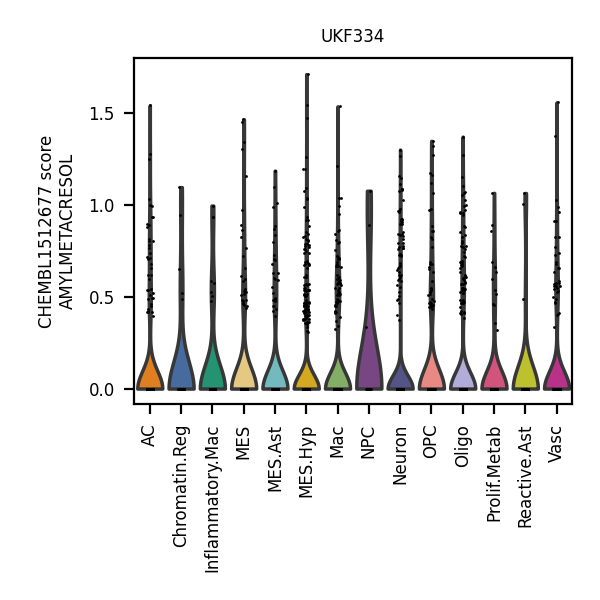 UKF334
CHEMBL1512677 score
AMYLMETACRESOL
1.5
1.0
0.5
0.0
AC
Chromatin.Reg
Inflammatory.Mac
MES
MES.Ast
MES.Hyp
Mac
NPC
Neuron
OPC
Oligo
Prolif.Metab
Reactive.Ast
Vasc